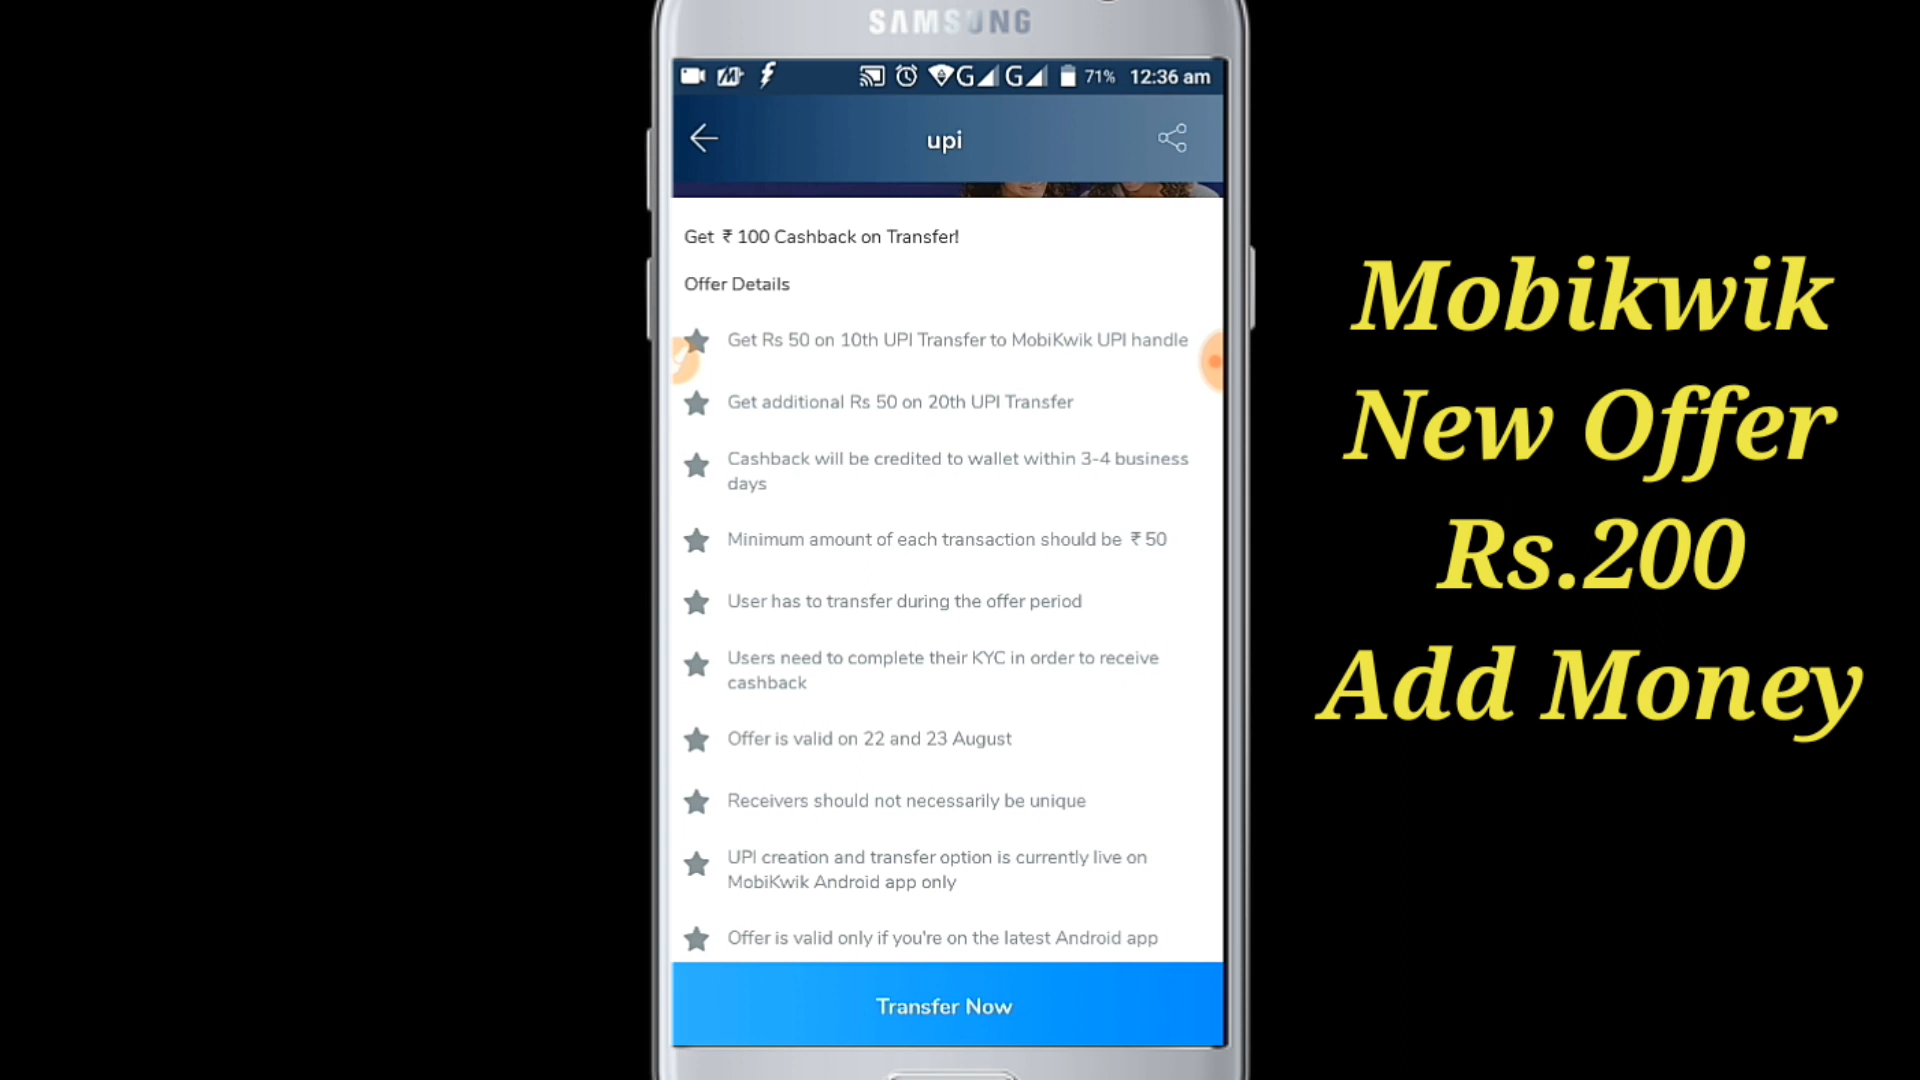 SAMSUNG
G G 71% 12:36 am
upi
Get ₹ 100 Cashback on Transfer!
Offer Details
Get Rs 50 on 10th UPI Transfer to MobiKwik UPI handle
Get additional Rs 50 on 20th UPI Transfer
Cashback will be credited to wallet within 3-4 business
days
Minimum amount of each transaction should be ₹ 50
User has to transfer during the offer period
Users need to complete their KYC in order to receive
cashback
Offer is valid on 22 and 23 August
Receivers should not necessarily be unique
UPI creation and transfer option is currently live on
MobiKwik Android app only
Offer is valid only if you're on the latest Android app
Transfer Now
Mobikwik
New Offer
Rs.200
Add Money